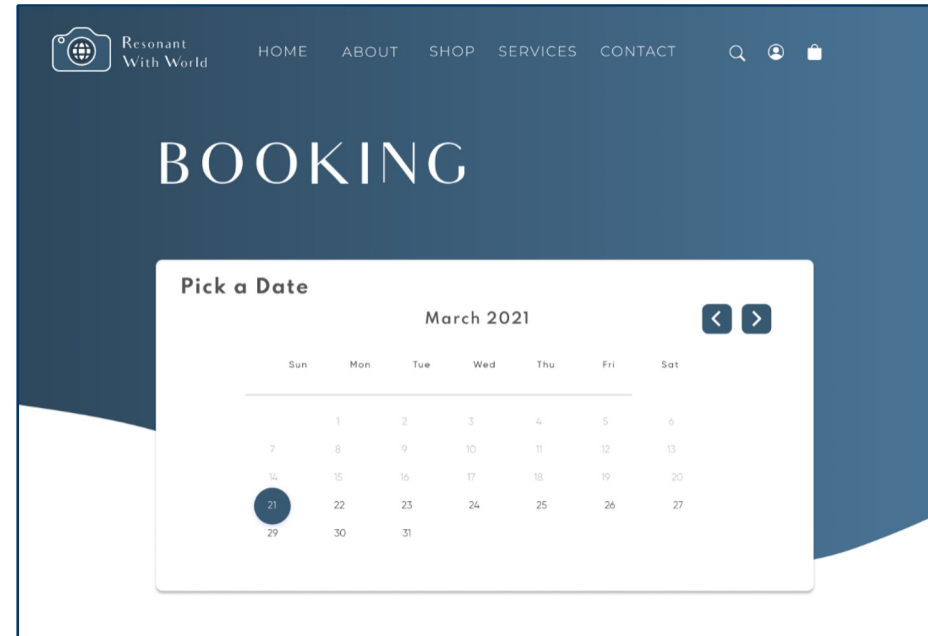 Resonant
With World
HOME ABOUT SHOP SERVICES CONTACT
BOOKING
Pick a Date
March 2021
Sun Mon Tue Wed Thu Fri Sat
1 2 3 4 5 6
7 8 9 10 11 12 13
14 15 16 17 18 19 20
21 22 23 24 25 26 27
29 30 31